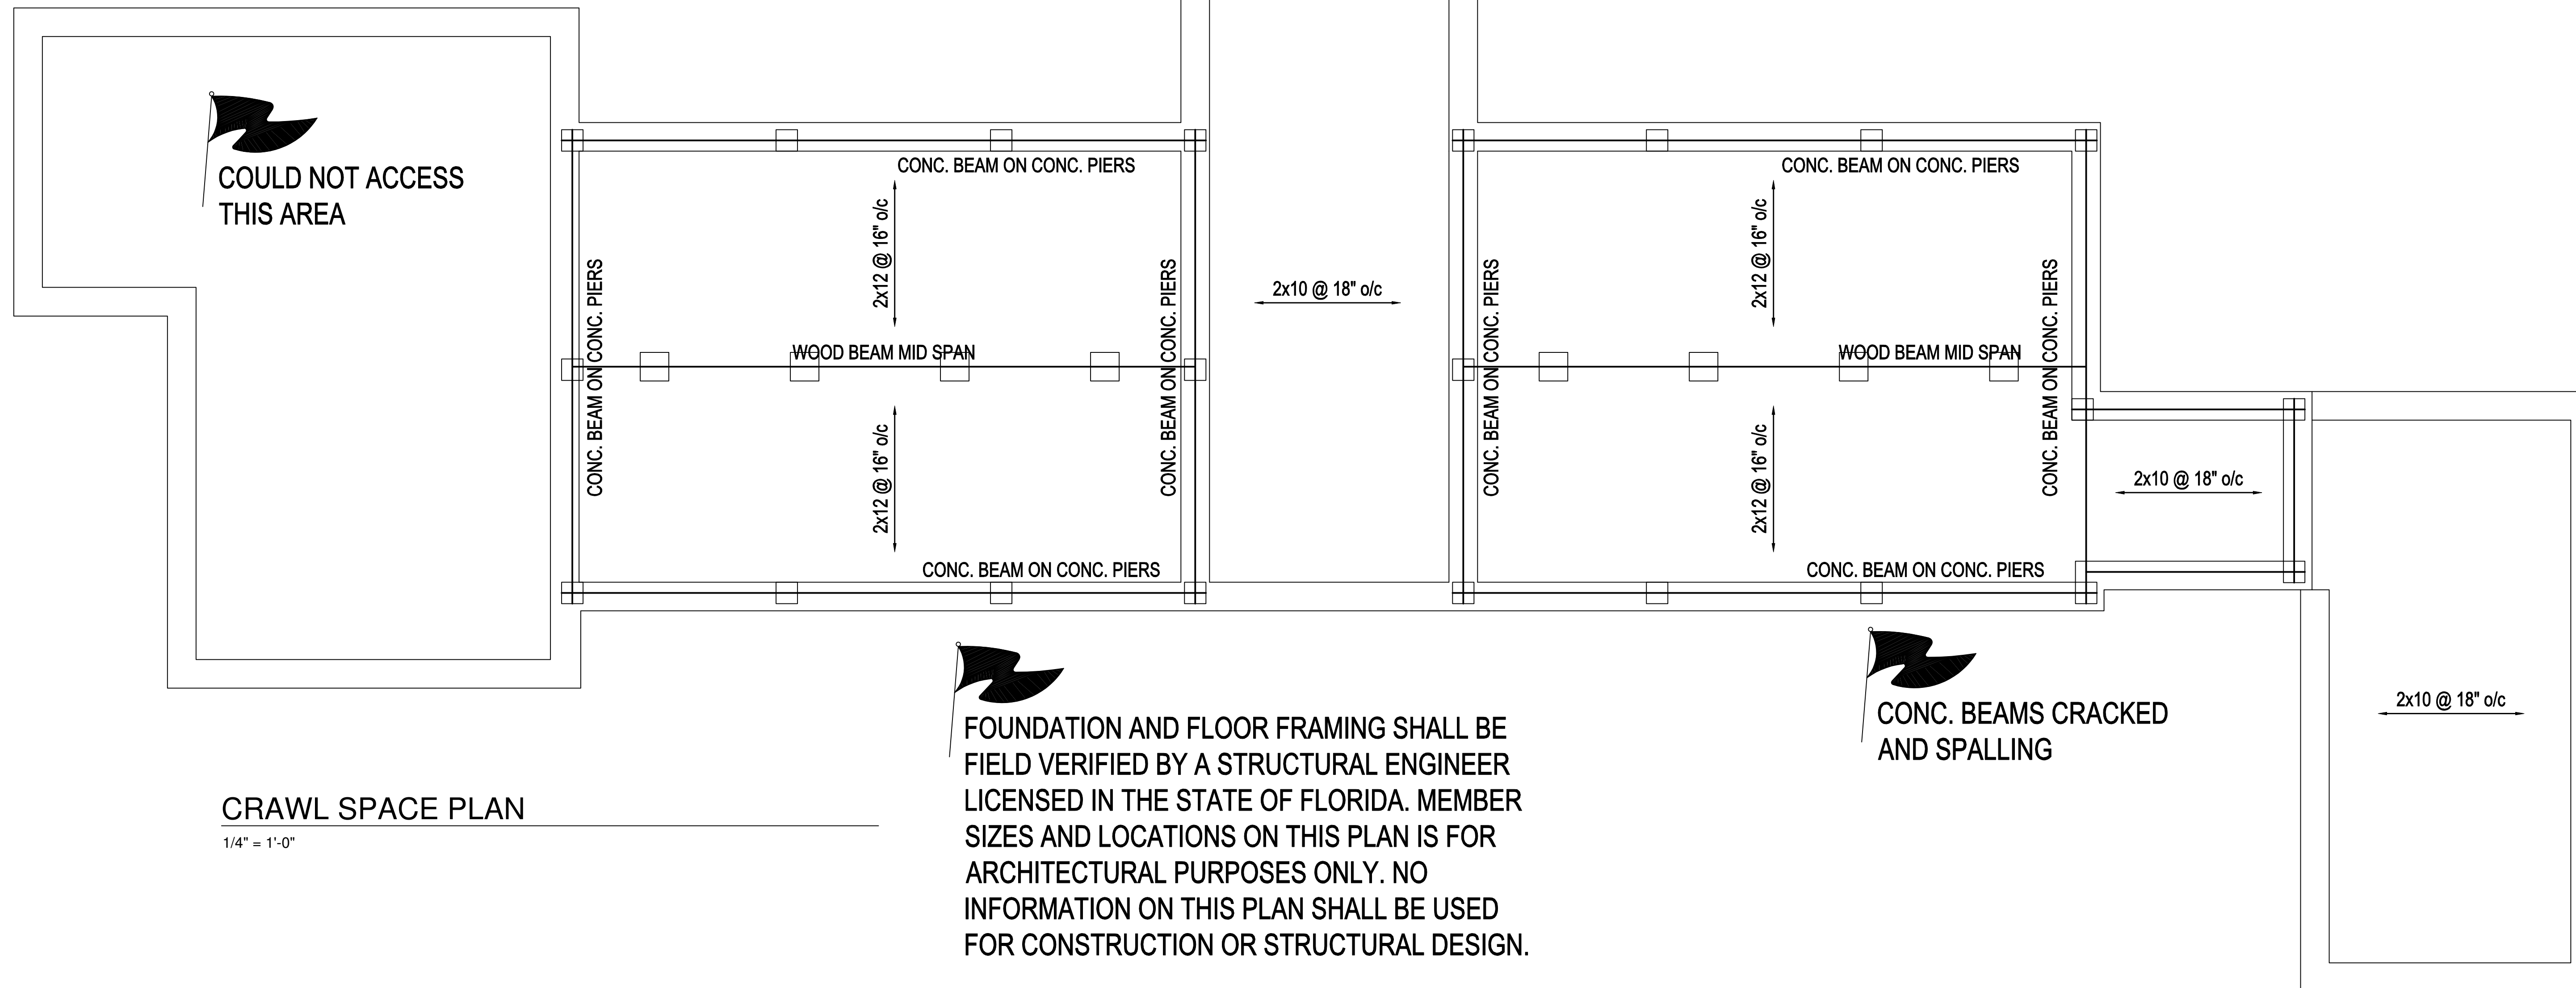 COULD NOT ACCESS
THIS AREA
CONC. BEAM ON CONC. PIERS
2x12 @ 16" o/c
CONC. BEAM ON CONC. PIERS
CONC. BEAM ON CONC. PIERS
WOOD BEAM MID SPAN
2x12 @ 16" o/c
CONC. BEAM ON CONC. PIERS
2x10 @ 18" o/c
CONC. BEAM ON CONC. PIERS
2x12 @ 16" o/c
CONC. BEAM ON CONC. PIERS
CONC. BEAM ON CONC. PIERS
WOOD BEAM MID SPAN
2x12 @ 16" o/c
CONC. BEAM ON CONC. PIERS
2x10 @ 18" o/c
2x10 @ 18" o/c
CONC. BEAMS CRACKED
AND SPALLING
FOUNDATION AND FLOOR FRAMING SHALL BE
FIELD VERIFIED BY A STRUCTURAL ENGINEER
LICENSED IN THE STATE OF FLORIDA. MEMBER
SIZES AND LOCATIONS ON THIS PLAN IS FOR
ARCHITECTURAL PURPOSES ONLY. NO
INFORMATION ON THIS PLAN SHALL BE USED
FOR CONSTRUCTION OR STRUCTURAL DESIGN.
CRAWL SPACE PLAN
1/4" = 1'-0"